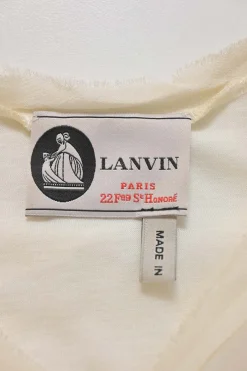 LANVIN
PARIS
22 Fbg St Honoré
MADE IN